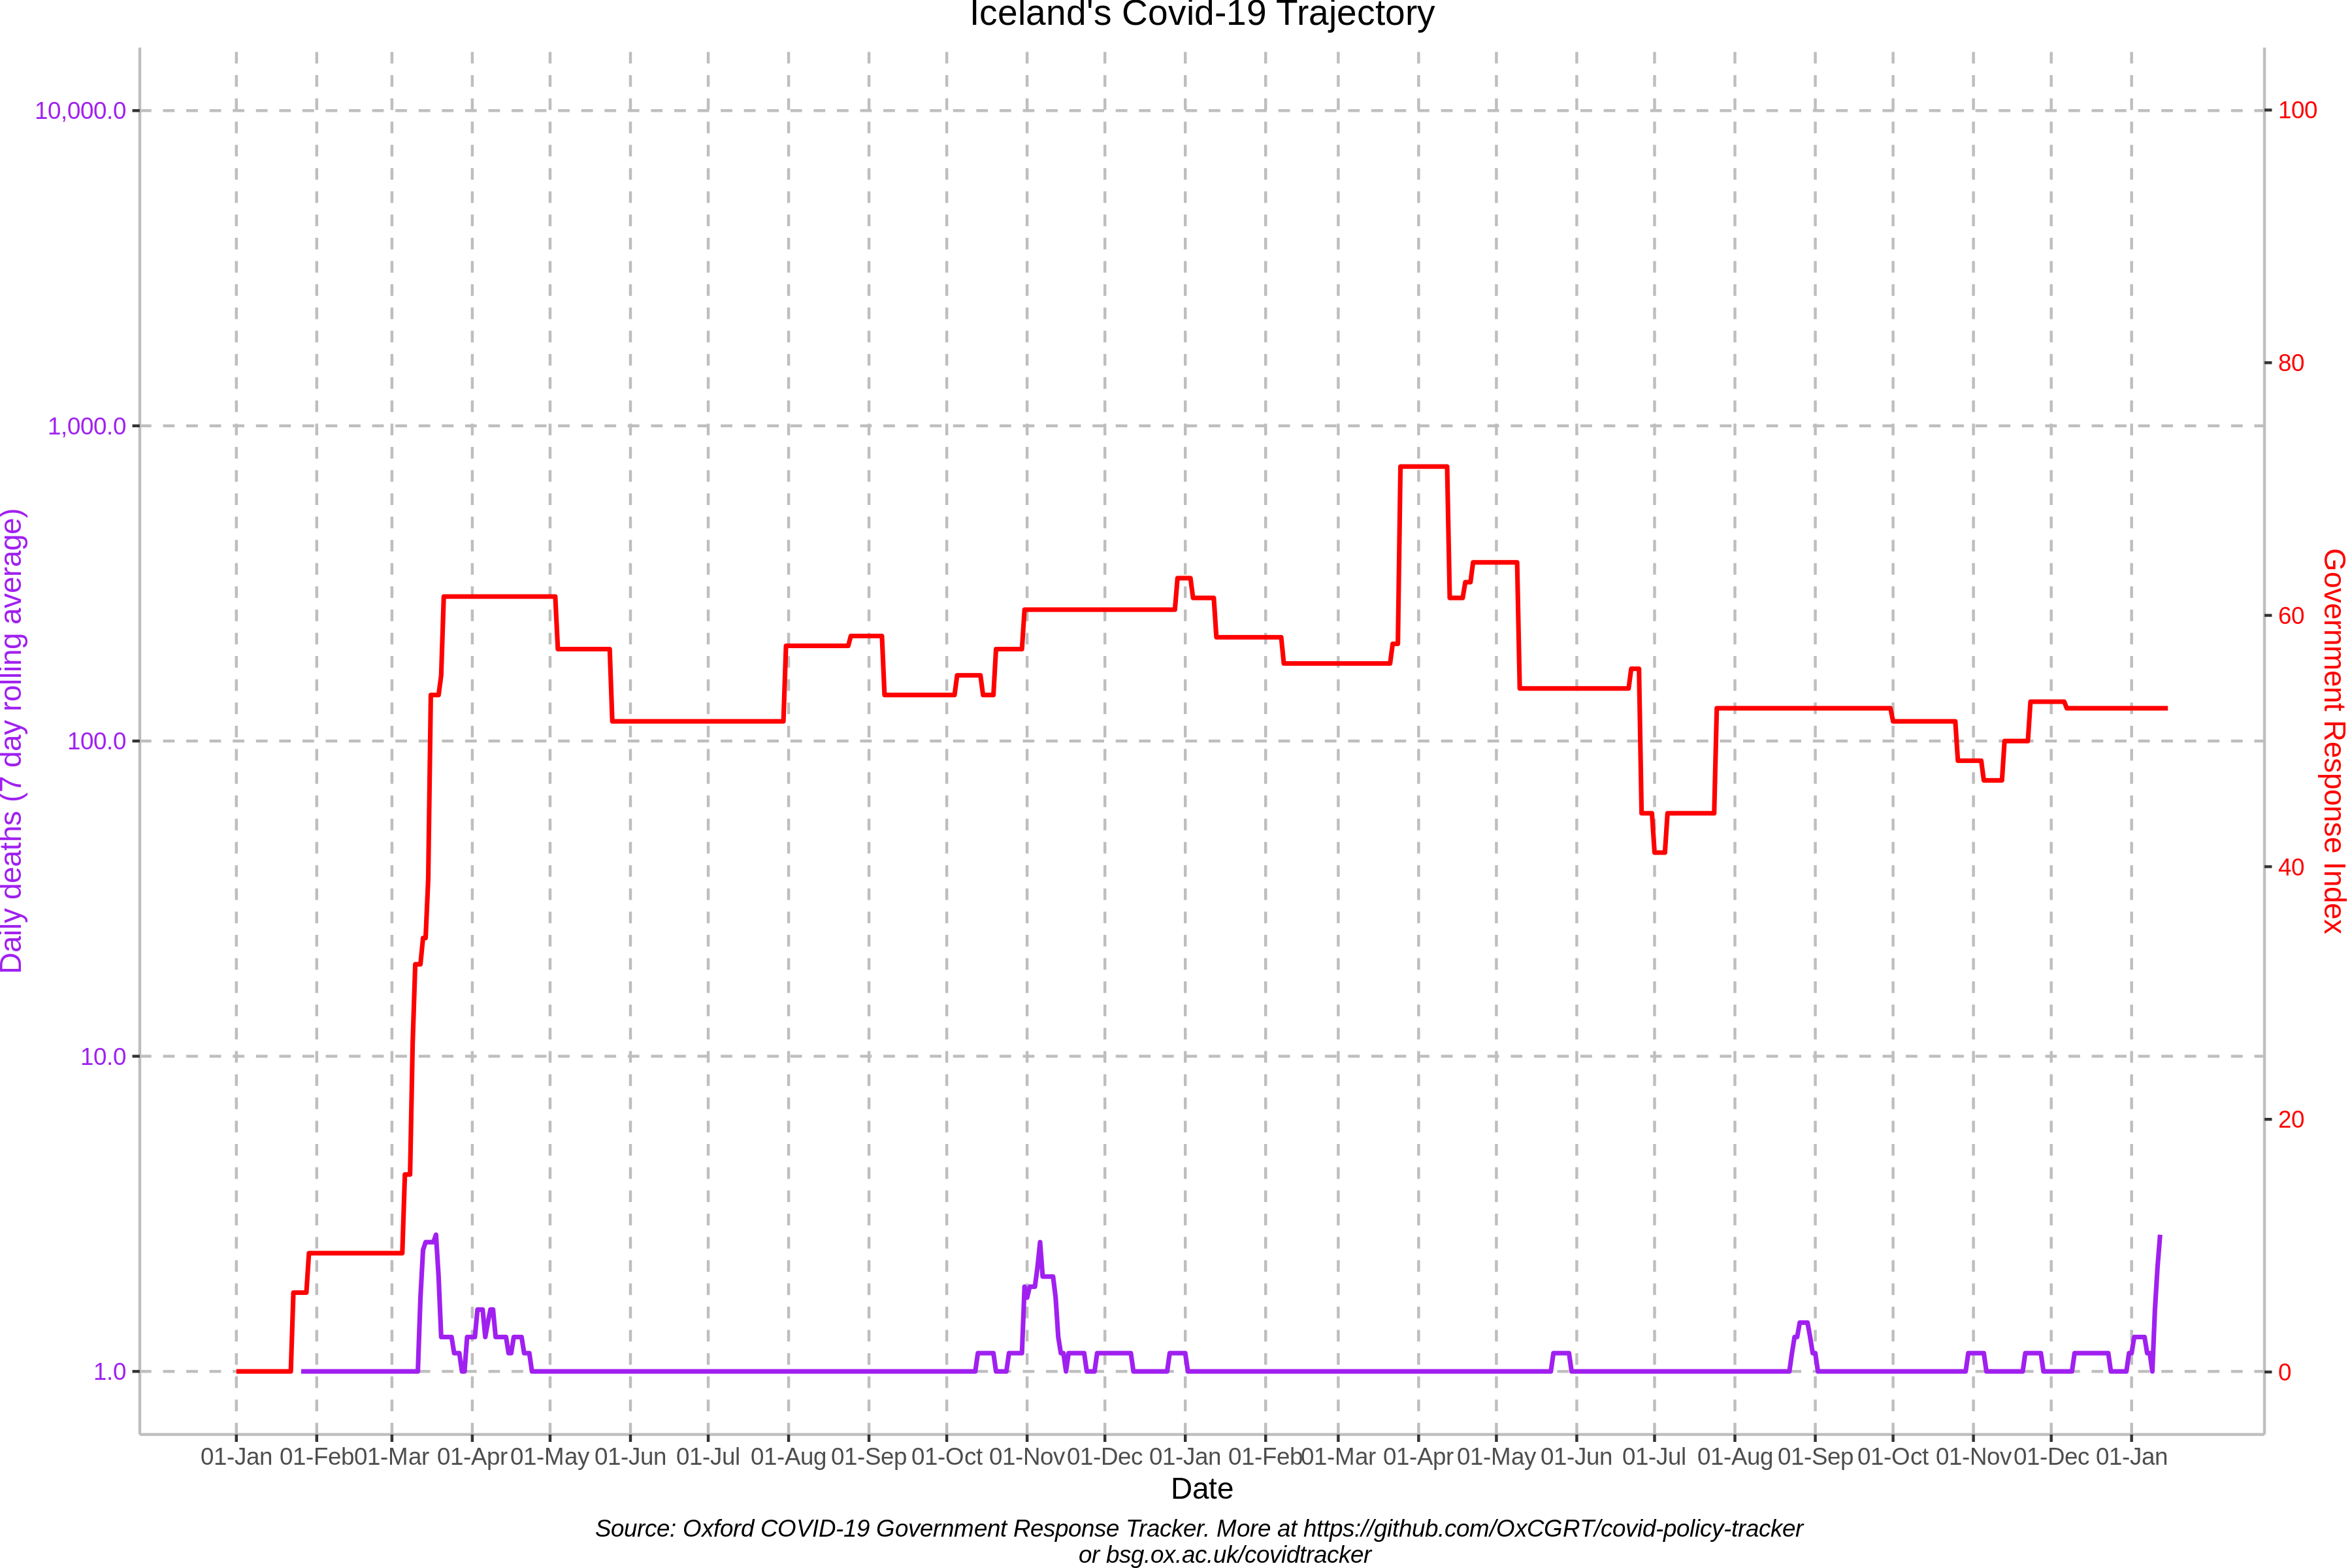 Iceland's Covid-19 Trajectory
10,000.0
1,000.0
100.0
10.0
1.0
Daily deaths (7 day rolling average)
100
80
60
40
20
0
Government Response Index
01-Jan 01-Feb 01-Mar 01-Apr 01-May 01-Jun 01-Jul 01-Aug 01-Sep 01-Oct 01-Nov 01-Dec 01-Jan 01-Feb 01-Mar 01-Apr 01-May 01-Jun 01-Jul 01-Aug 01-Sep 01-Oct 01-Nov 01-Dec 01-Jan
Date
Source: Oxford COVID-19 Government Response Tracker. More at https://github.com/OxCGRT/covid-policy-tracker
or bsg.ox.ac.uk/covidtracker